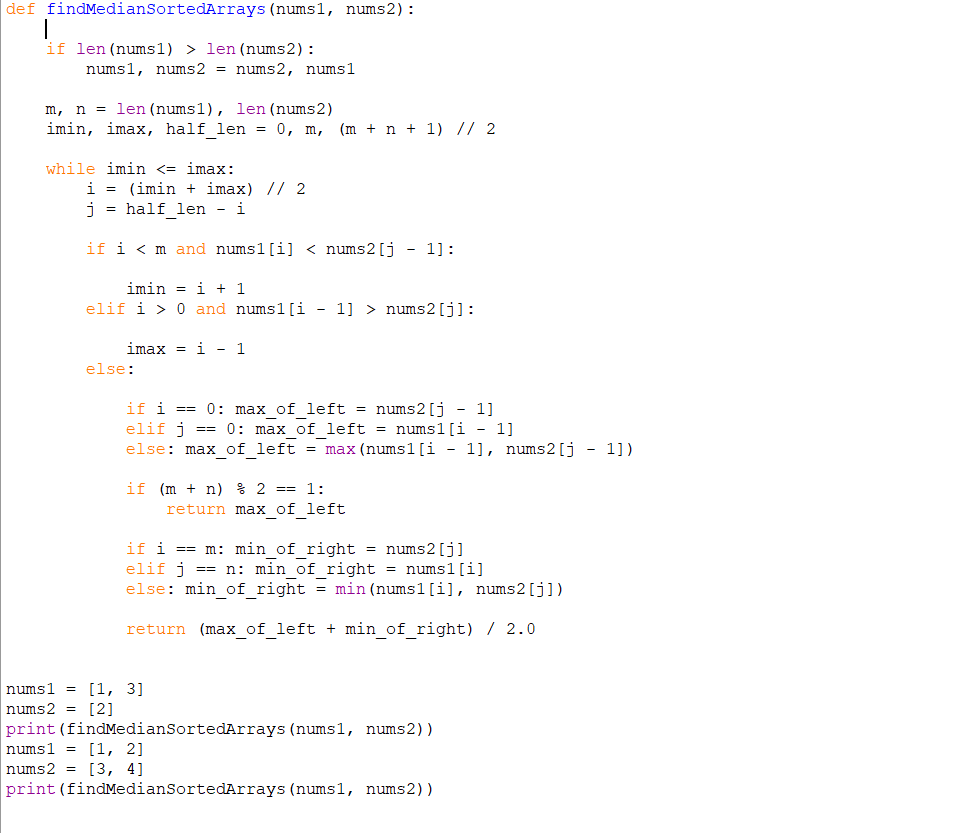 def findMedianSortedArrays(nums1, nums2):
    if len(nums1) > len(nums2):
        nums1, nums2 = nums2, nums1
    m, n = len(nums1), len(nums2)
    imin, imax, half_len = 0, m, (m + n + 1) // 2
    while imin <= imax:
        i = (imin + imax) // 2
        j = half_len - i
        if i < m and nums1[i] < nums2[j - 1]:
            imin = i + 1
        elif i > 0 and nums1[i - 1] > nums2[j]:
            imax = i - 1
        else:
            if i == 0: max_of_left = nums2[j - 1]
            elif j == 0: max_of_left = nums1[i - 1]
            else: max_of_left = max(nums1[i - 1], nums2[j - 1])
            if (m + n) % 2 == 1:
                return max_of_left
            if i == m: min_of_right = nums2[j]
            elif j == n: min_of_right = nums1[i]
            else: min_of_right = min(nums1[i], nums2[j])
            return (max_of_left + min_of_right) / 2.0
nums1 = [1, 3]
nums2 = [2]
print(findMedianSortedArrays(nums1, nums2))
nums1 = [1, 2]
nums2 = [3, 4]
print(findMedianSortedArrays(nums1, nums2))